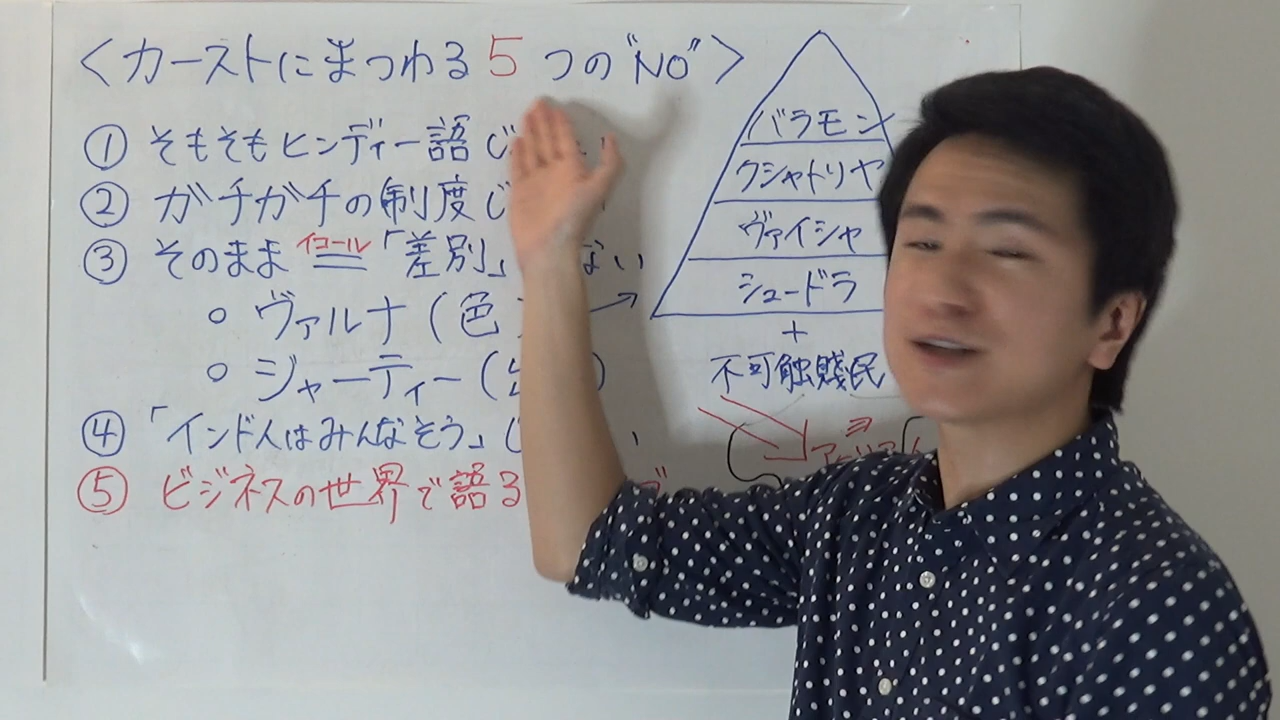 <カーストにまつわる5つの"NO">
① そもそもヒンディー語じ い
② ガチガチの制度じ
③ そのまま イコール = 「差別」 ない
○ ヴァルナ (色
○ ジャーティー (
④ 「インド人はみんなそう」じ
⑤ ビジネスの世界で語る
バラモン
クシャトリヤ
ヴァイシャ
シュードラ
+
不可触賤民